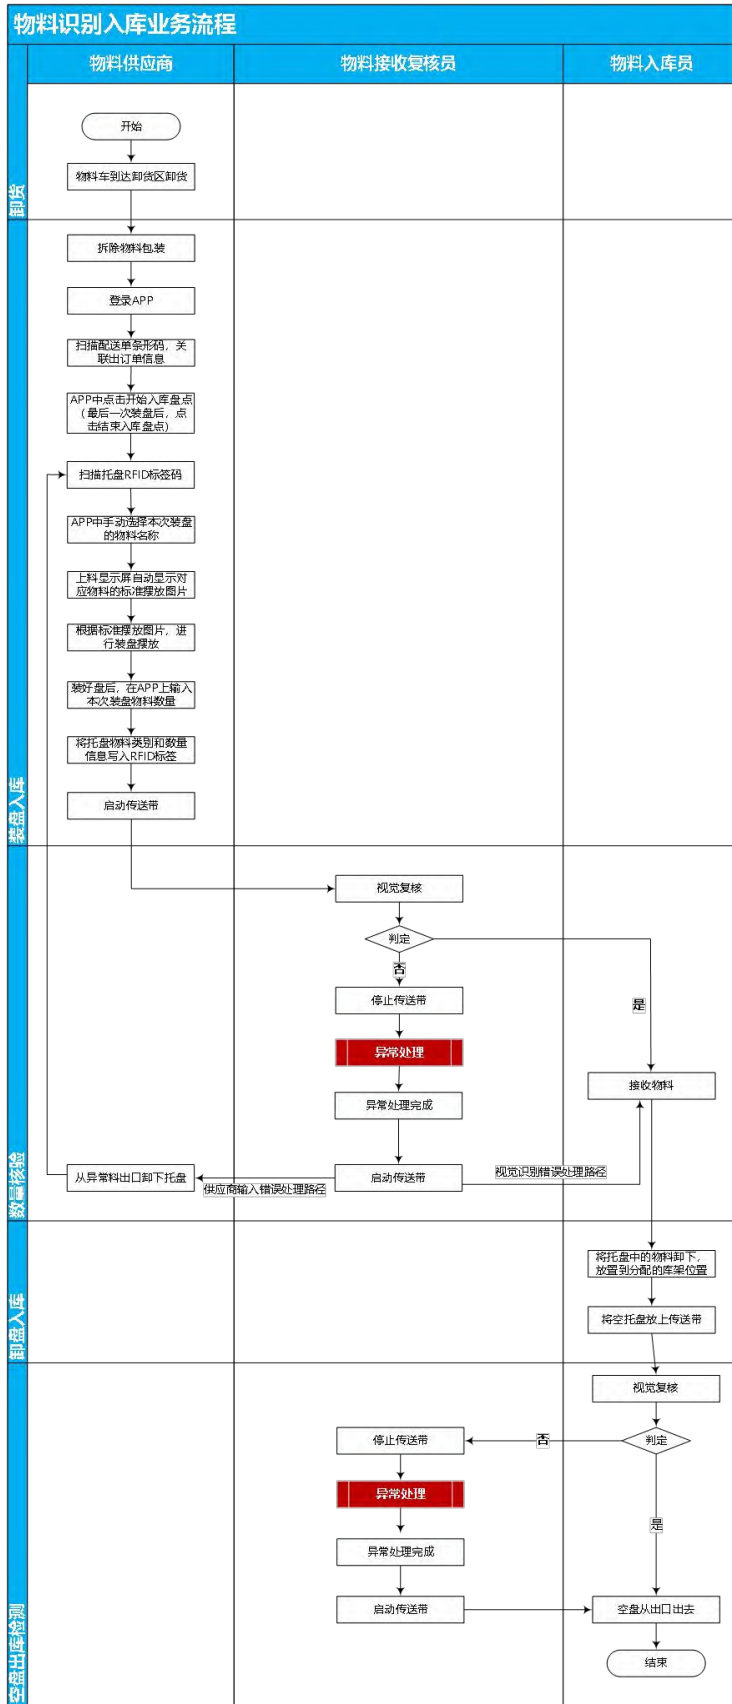 物料识别入库业务流程
物料供应商
物料接收复核员
物料入库员
卸货
开始
物料车到达卸货区卸货
装盘入库
拆除物料包装
登录APP
扫描配送单条形码，关
联出订单信息
APP中点击开始入库盘点
（最后一次装盘后，点
击结束入库盘点）
扫描托盘RFID标签码
APP中手动选择本次装盘
的物料名称
上料显示屏自动显示对
应物料的标准摆放图片
根据标准摆放图片，进
行装盘摆放
装好盘后，在APP上输入
本次装盘物料数量
将托盘物料类别和数量
信息写入RFID标签
启动传送带
数量核验
视觉复核
判定
否
是
停止传送带
异常处理
接收物料
异常处理完成
启动传送带
视觉识别错误处理路径
供应商输入错误处理路径
从异常料出口卸下托盘
卸盘入库
将托盘中的物料卸下，
放置到分配的库架位置
将空托盘放上传送带
空盘出库检测
视觉复核
判定
否
停止传送带
异常处理
是
异常处理完成
启动传送带
空盘从出口出去
结束